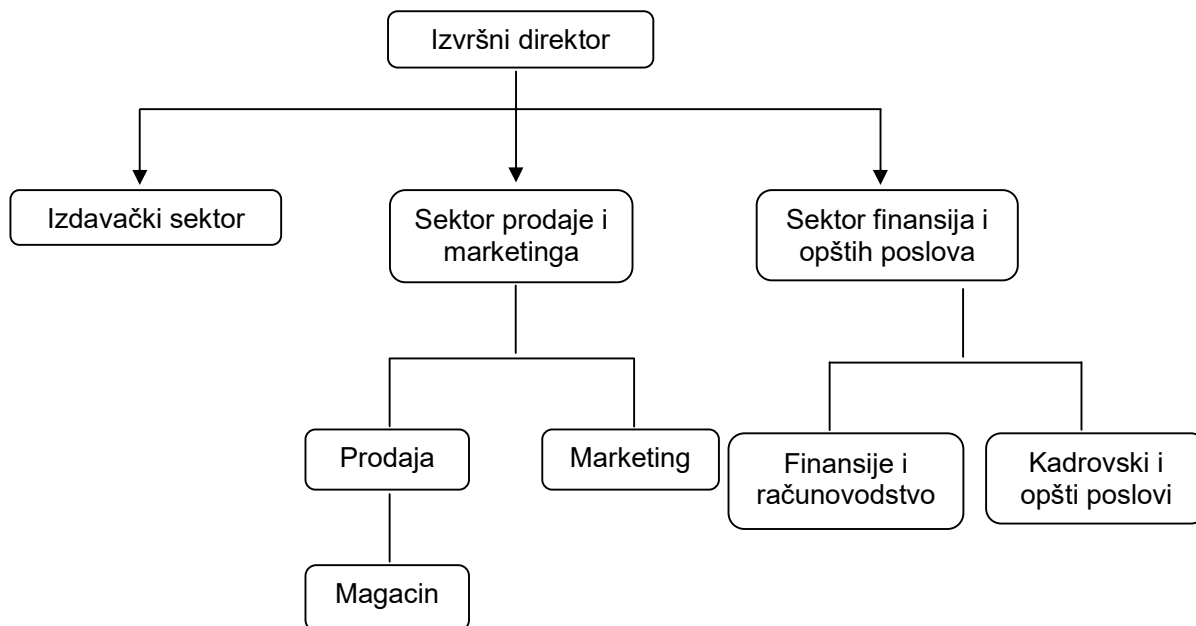 Izvršni direktor
Izdavački sektor
Sektor prodaje i
marketinga
Sektor finansija i
opštih poslova
Prodaja
Marketing
Finansije i
računovodstvo
Kadrovski i
opšti poslovi
Magacin